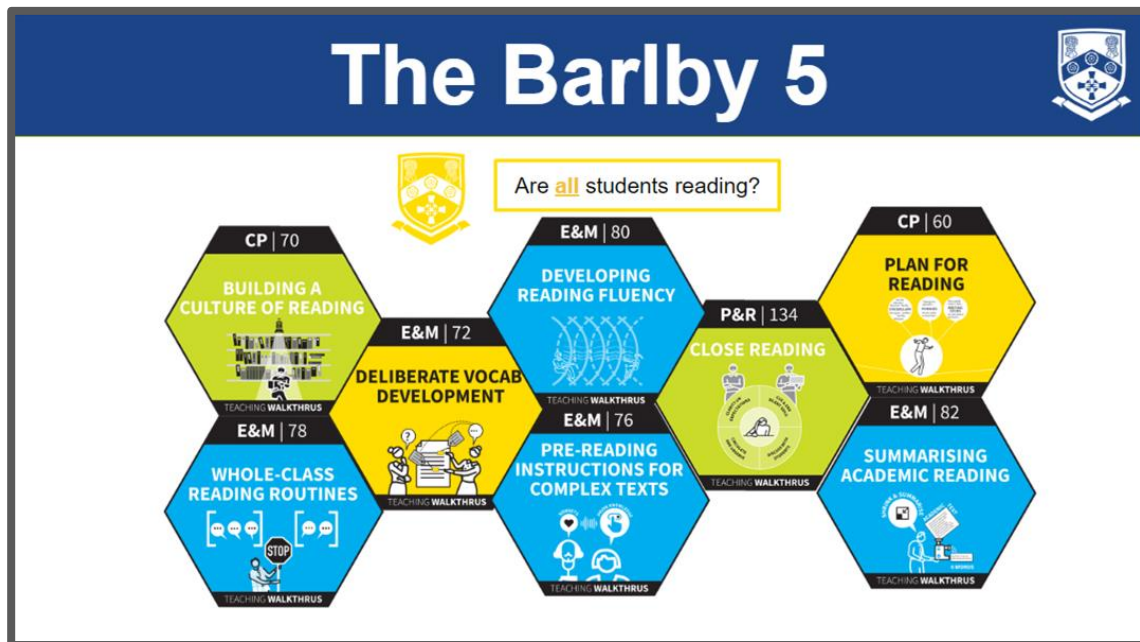 The Barlby 5
Are all students reading?
CP | 70
BUILDING A
CULTURE OF READING
TEACHING WALKTHRUS
E&M | 78
WHOLE-CLASS
READING ROUTINES
STOP
TEACHING WALKTHRUS
E&M | 72
DELIBERATE VOCAB
DEVELOPMENT
TEACHING WALKTHRUS
E&M | 80
DEVELOPING
READING FLUENCY
TEACHING WALKTHRUS
E&M | 76
PRE-READING
INSTRUCTIONS FOR
COMPLEX TEXTS
TEACHING WALKTHRUS
P&R | 134
CLOSE READING
TEACHING WALKTHRUS
CP | 60
PLAN FOR
READING
TEACHING WALKTHRUS
E&M | 82
SUMMARISING
ACADEMIC READING
TEACHING WALKTHRUS